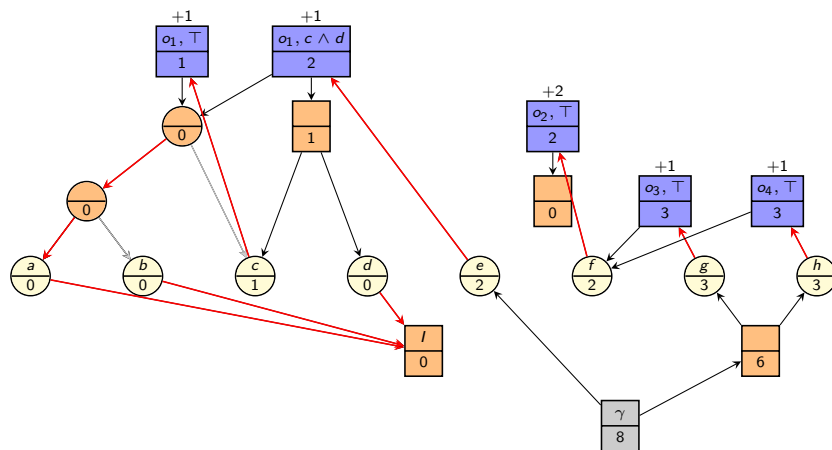 +1 +1
o₁, ⊤ o₁, c ∧ d
1 2
+2
o₂, ⊤
2
0 1
+1 +1
o₃, ⊤ o₄, ⊤
3 3
0 0
a b c d e f g h
0 0 1 0 2 2 3 3
I
0 6
γ
8